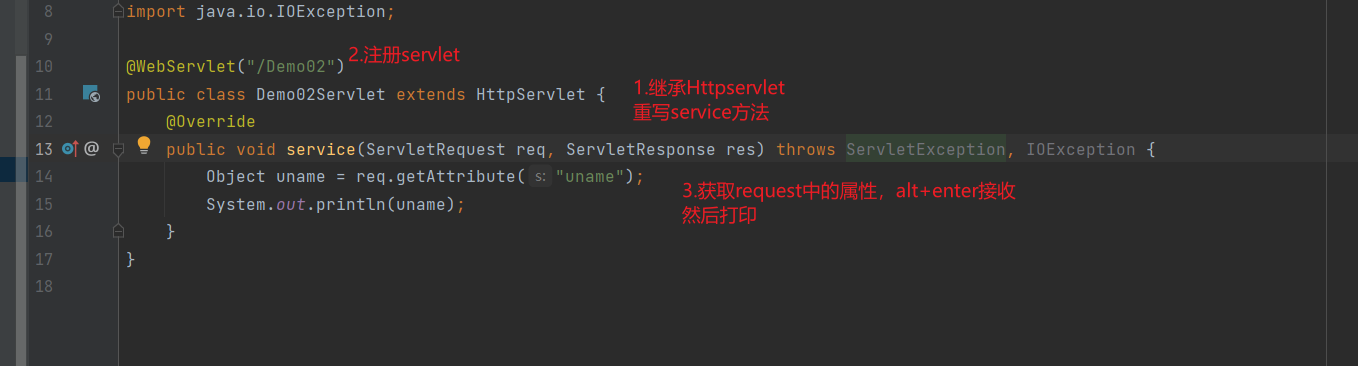 8 import java.io.IOException;
9
2.注册servlet
10 @WebServlet("/Demo02")
11 public class Demo02Servlet extends HttpServlet {
1.继承Httpservlet
重写service方法
12 @Override
13 @ public void service(ServletRequest req, ServletResponse res) throws ServletException, IOException {
14 Object uname = req.getAttribute( s: "uname");
3.获取request中的属性，alt+enter接收
15 System.out.println(uname);
然后打印
16 }
17 }
18